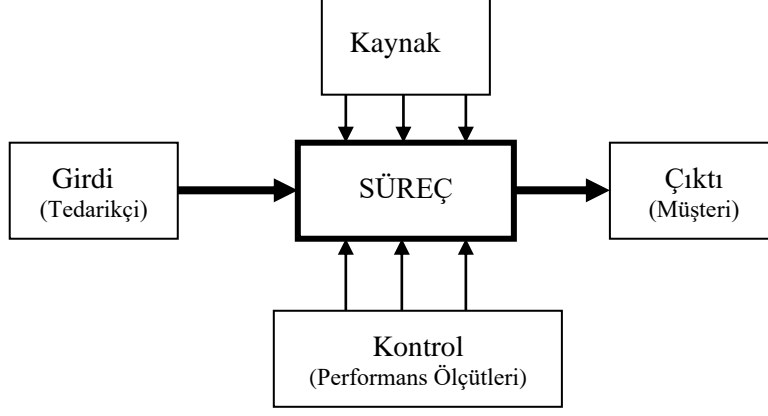 Kaynak
Girdi
(Tedarikçi)
SÜREÇ
Çıktı
(Müşteri)
Kontrol
(Performans Ölçütleri)